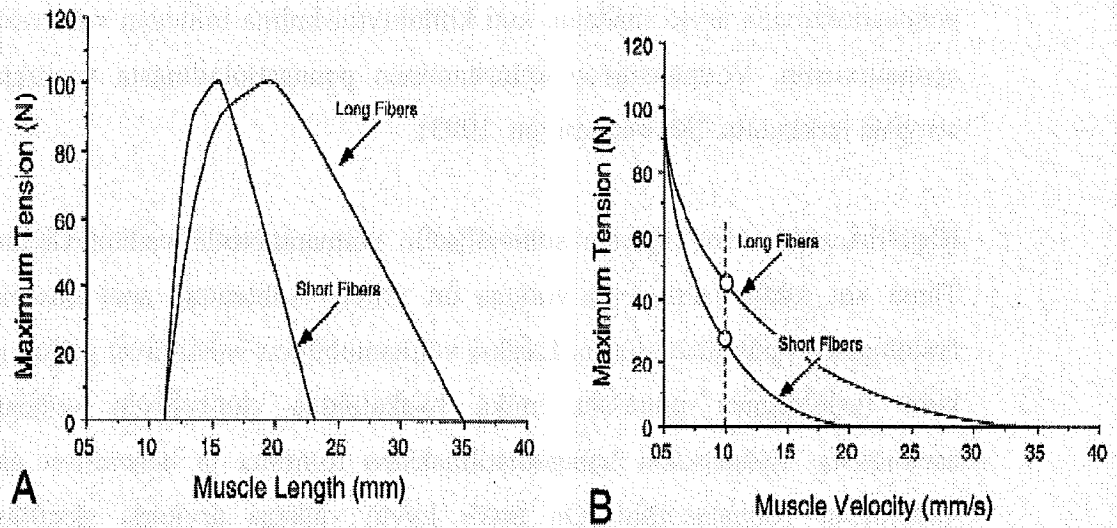 120
100
80
60
40
20
0
Maximum Tension (N)
Long Fibers
Short Fibers
05 10 15 20 25 30 35
Muscle Length (mm)
A
120
100
80
60
40
20
0
Maximum Tension (N)
Long Fibers
Short Fibers
05 10 15 20 25 30 35 40
Muscle Velocity (mm/s)
B